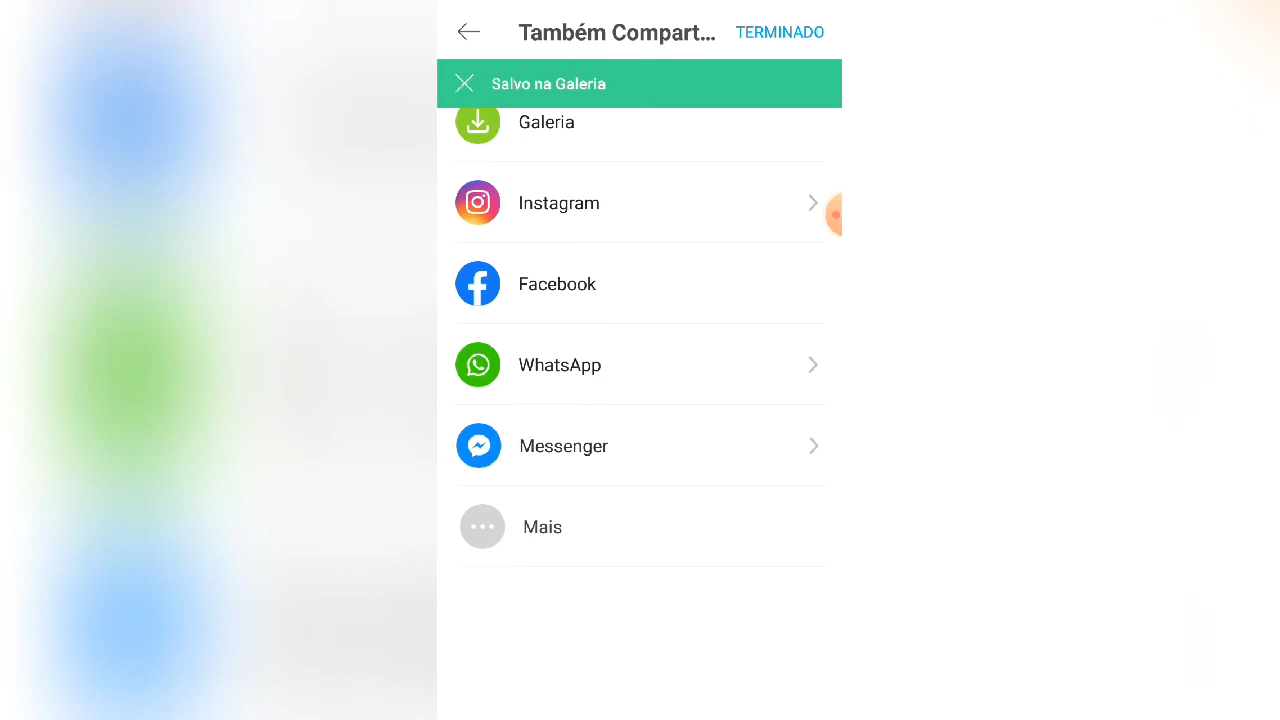 Também Compart...
TERMINADO
Salvo na Galeria
Galeria
Instagram
Facebook
WhatsApp
Messenger
Mais